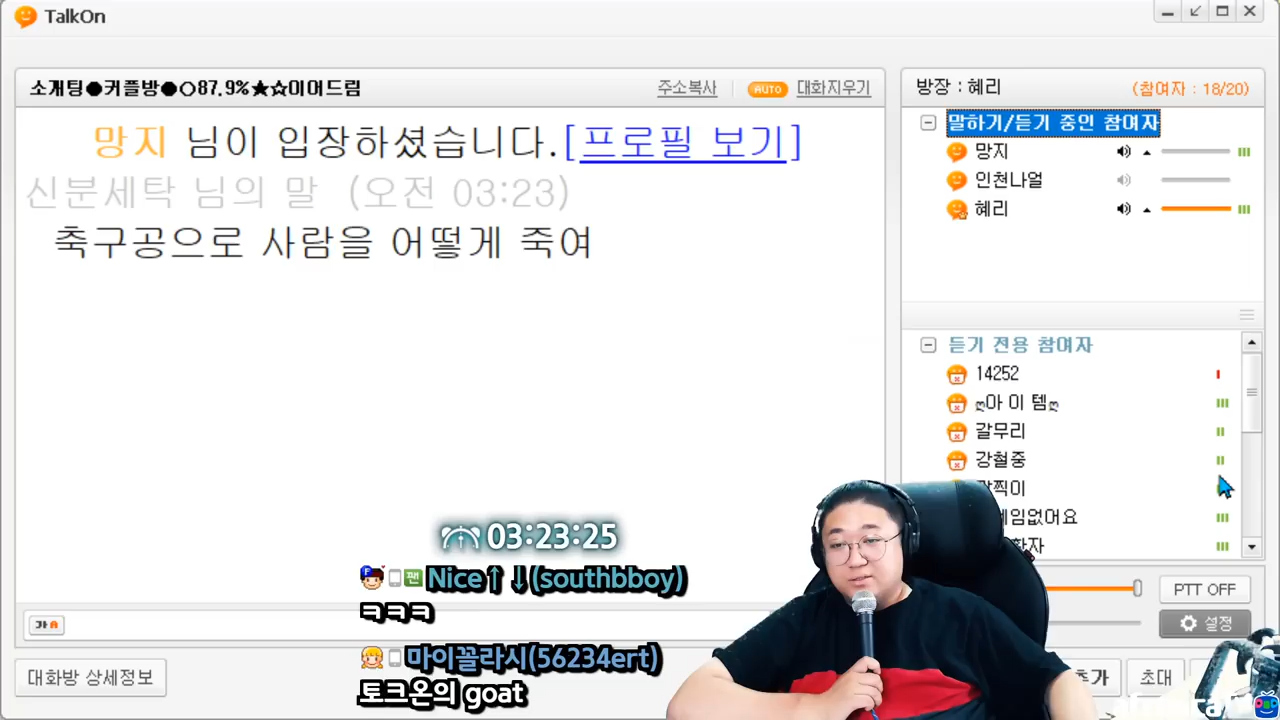 TalkOn
소개팅●커플방●○87.9%★☆이어드림
주소복사
AUTO
대화지우기
방장 : 혜리
(참여자 : 18/20)
망지 님이 입장하셨습니다.[프로필 보기]
신분세탁 님의 말 (오전 03:23)
축구공으로 사람을 어떻게 죽여
말하기/듣기 중인 참여자
망지
인천나얼
혜리
듣기 전용 참여자
14252
ღ아 이 템ღ
갈무리
강철중
03:23:25
팬 Nice↑↓(southbboy)
ㅋㅋㅋ
마이꼴라시(56234ert)
토크온의 goat
PTT OFF
설정
가A
대화방 상세정보
추가
초대